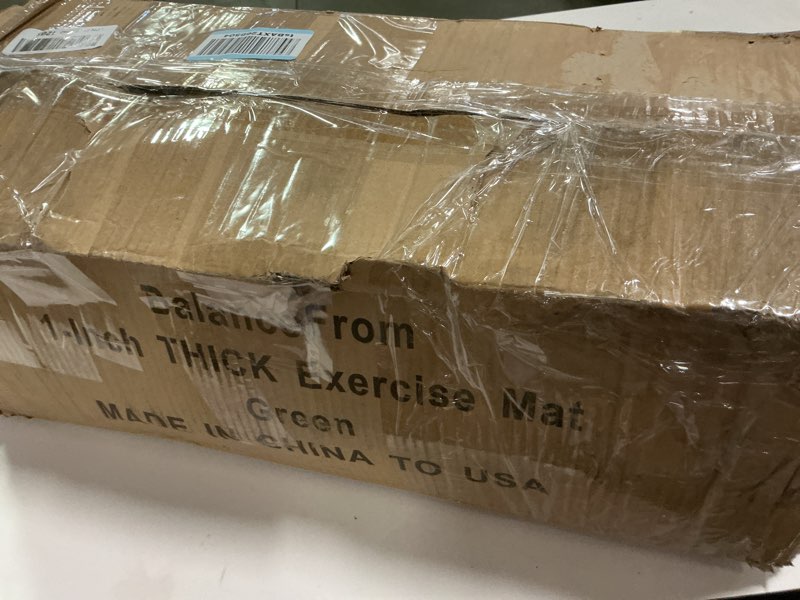 BalanceFrom
1-Inch THICK Exercise Mat
Green
MADE IN CHINA TO USA